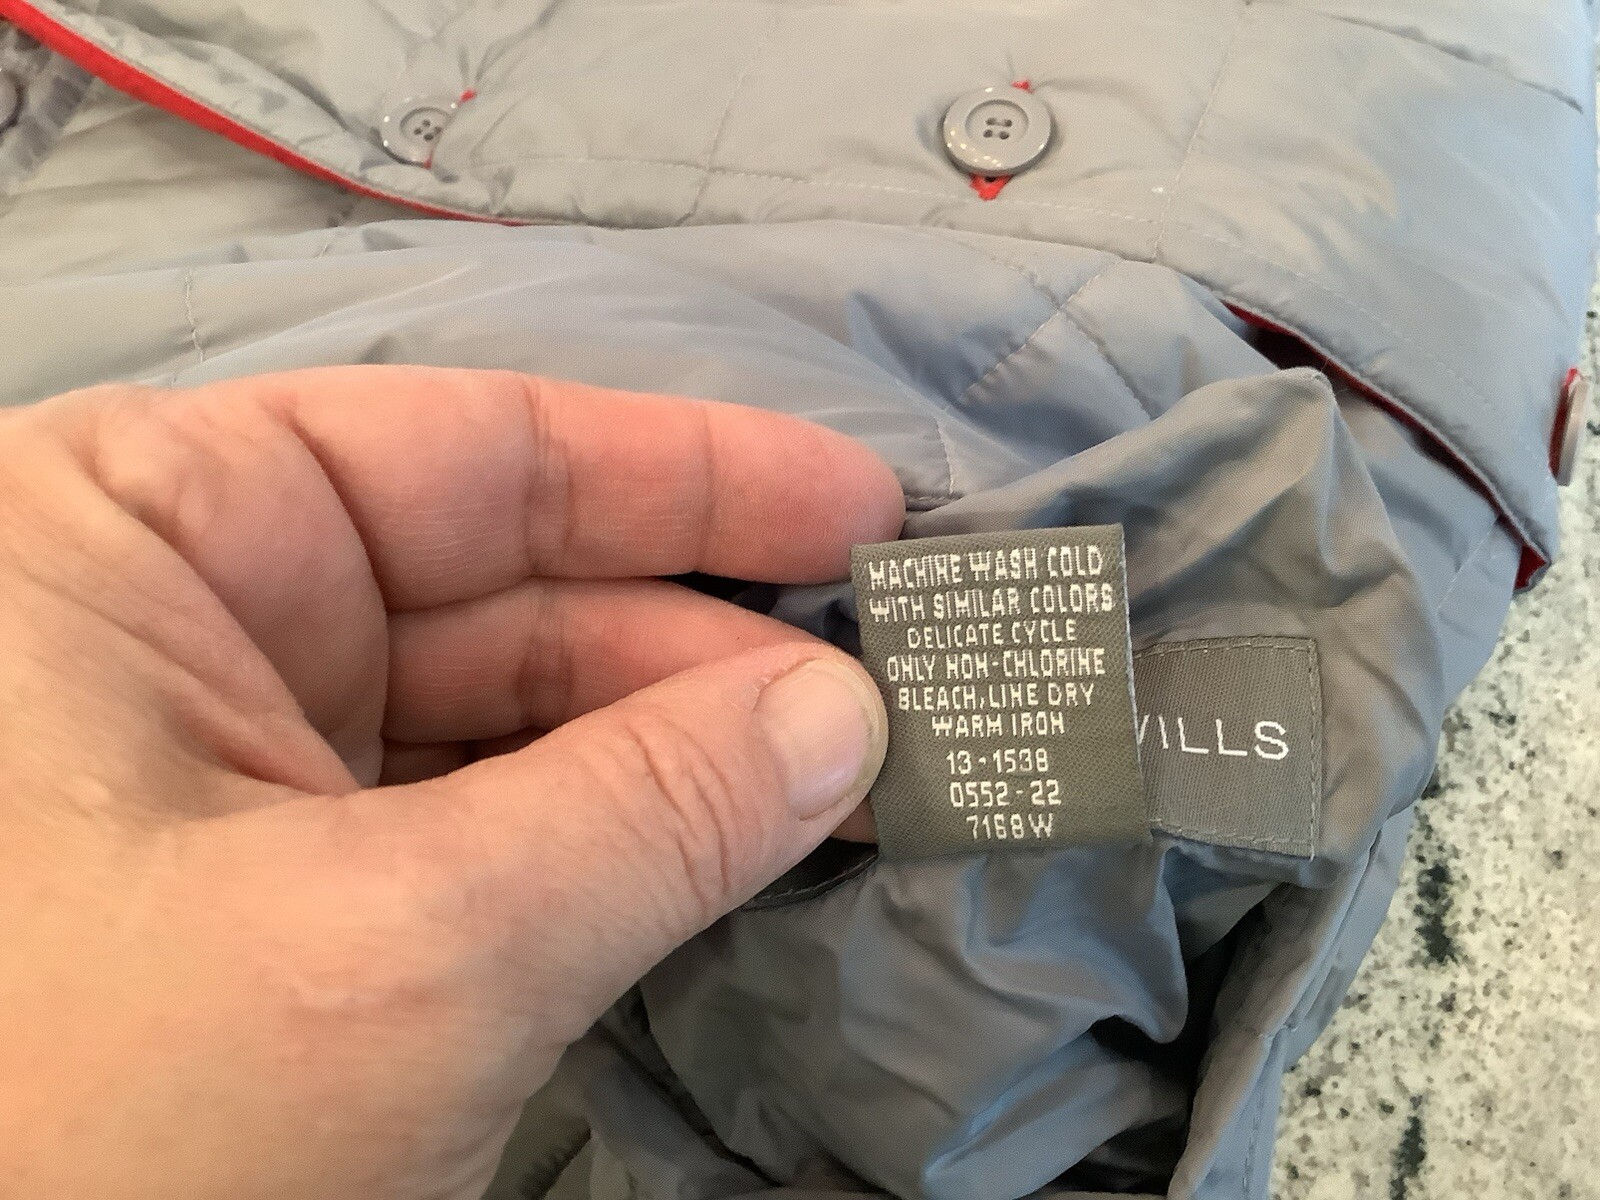 MACHINE WASH COLD
WITH SIMILAR COLORS
DELICATE CYCLE
ONLY NON-CHLORINE
BLEACH,LINE DRY
WARM IRON
13-1538
0552-22
7168W
VILLS